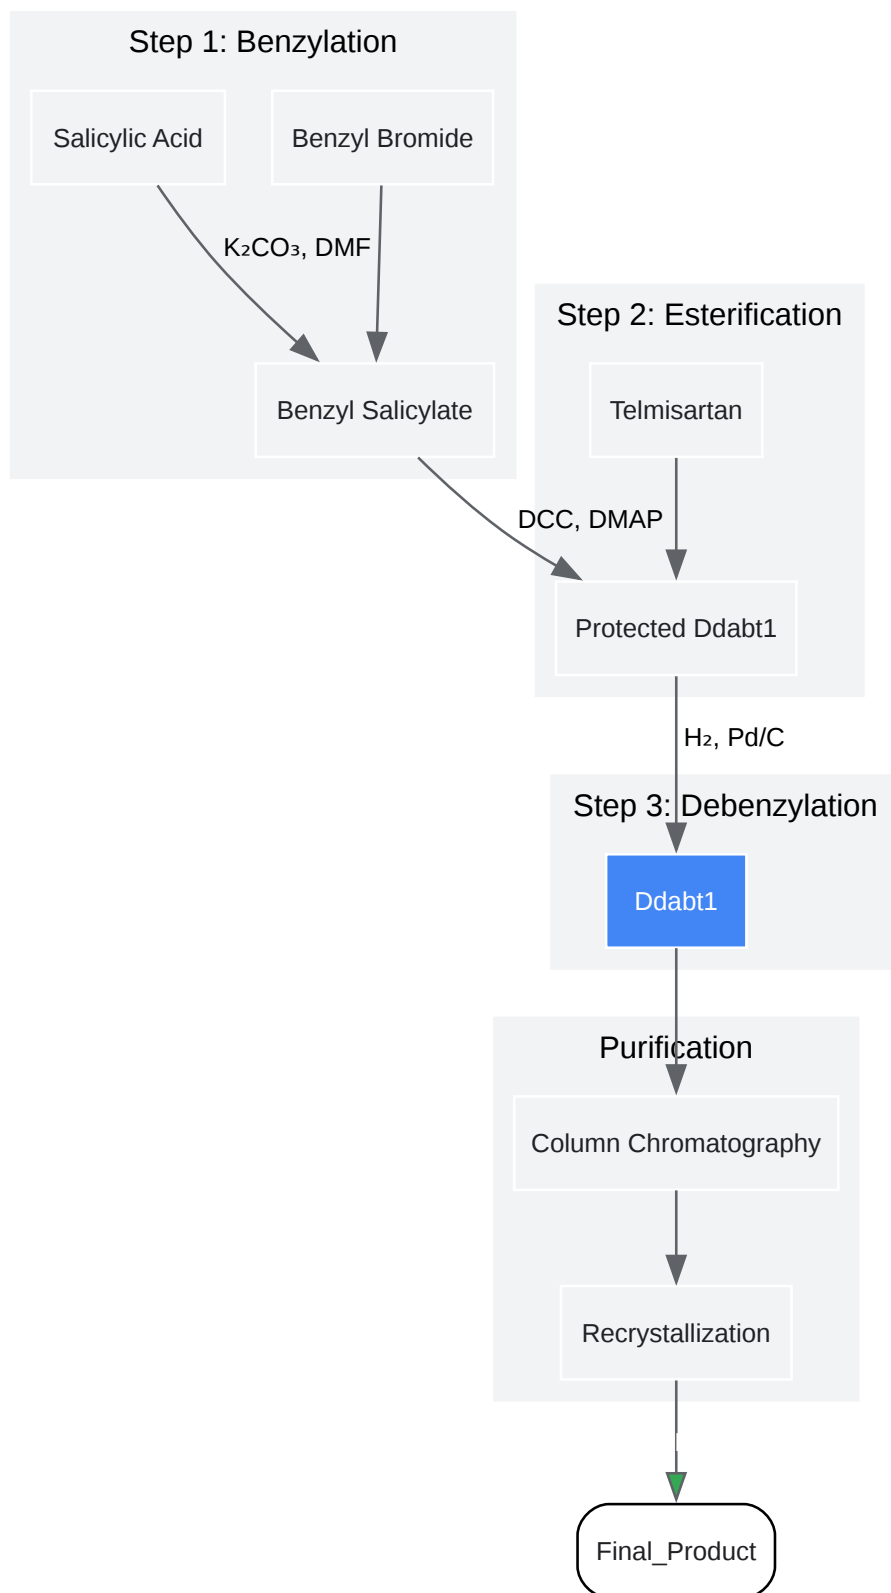 Step 1: Benzylation
Salicylic Acid
Benzyl Bromide
K₂CO₃, DMF
Benzyl Salicylate
Step 2: Esterification
Telmisartan
DCC, DMAP
Protected Ddabt1
H₂, Pd/C
Step 3: Debenzylation
Ddabt1
Purification
Column Chromatography
Recrystallization
Final_Product